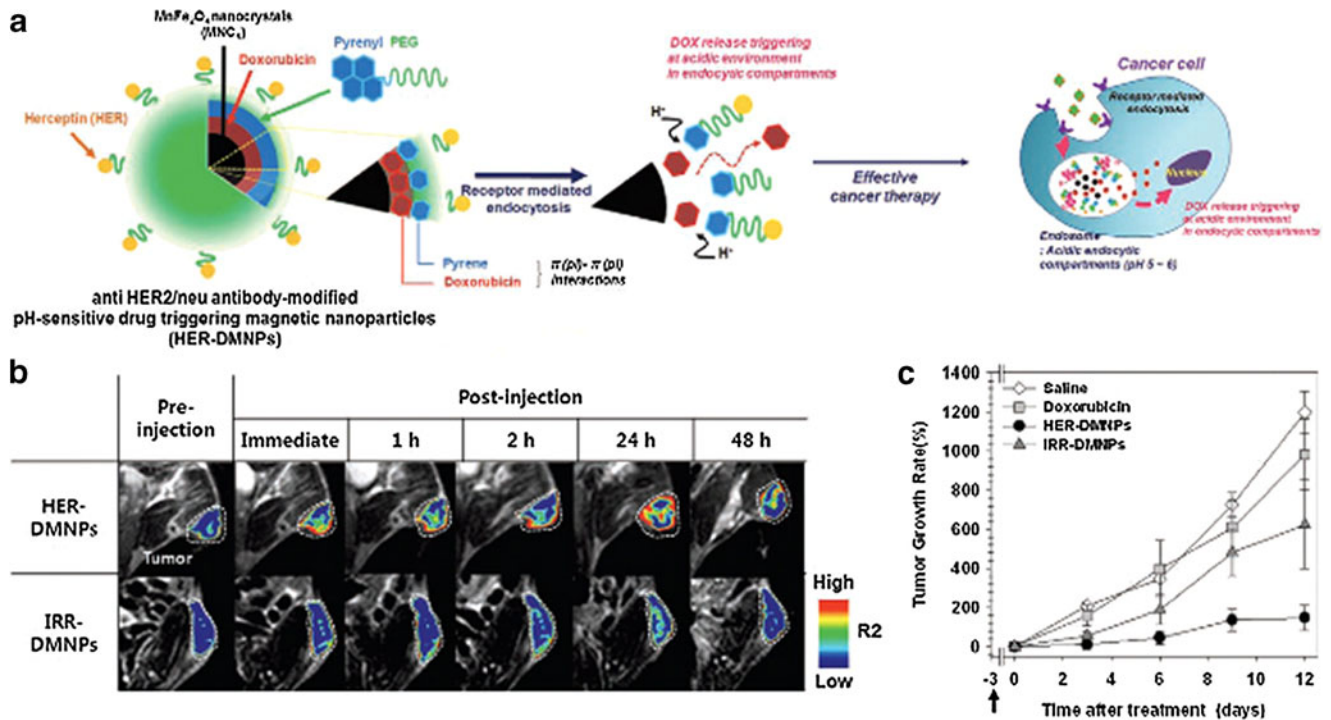 a
MnFe₂O₄ nanocrystals
(MNC₄)
Doxorubicin
Pyrenyl PEG
Herceptin (HER)
Receptor mediated
endocytosis
Pyrene
Doxorubicin
π(pi)- π(pi)
interactions
anti HER2/neu antibody-modified
pH-sensitive drug triggering magnetic nanoparticles
(HER-DMNPs)
DOX release triggering
at acidic environment
in endocytic compartments
H⁺
H⁺
Effective
cancer therapy
Cancer cell
Receptor mediated
endocytosis
Nucleus
DOX release triggering
at acidic environment
in endocytic compartments
Endosome
: Acidic endocytic
compartments (pH 5 ~ 6)
b
Pre-
injection
Post-injection
Immediate
1 h
2 h
24 h
48 h
HER-
DMNPs
Tumor
IRR-
DMNPs
High
R2
Low
c
Tumor Growth Rate(%)
1400
1200
1000
800
600
400
200
0
Saline
Doxorubicin
HER-DMNPs
IRR-DMNPs
-3 0 2 4 6 8 10 12
Time after treatment (days)